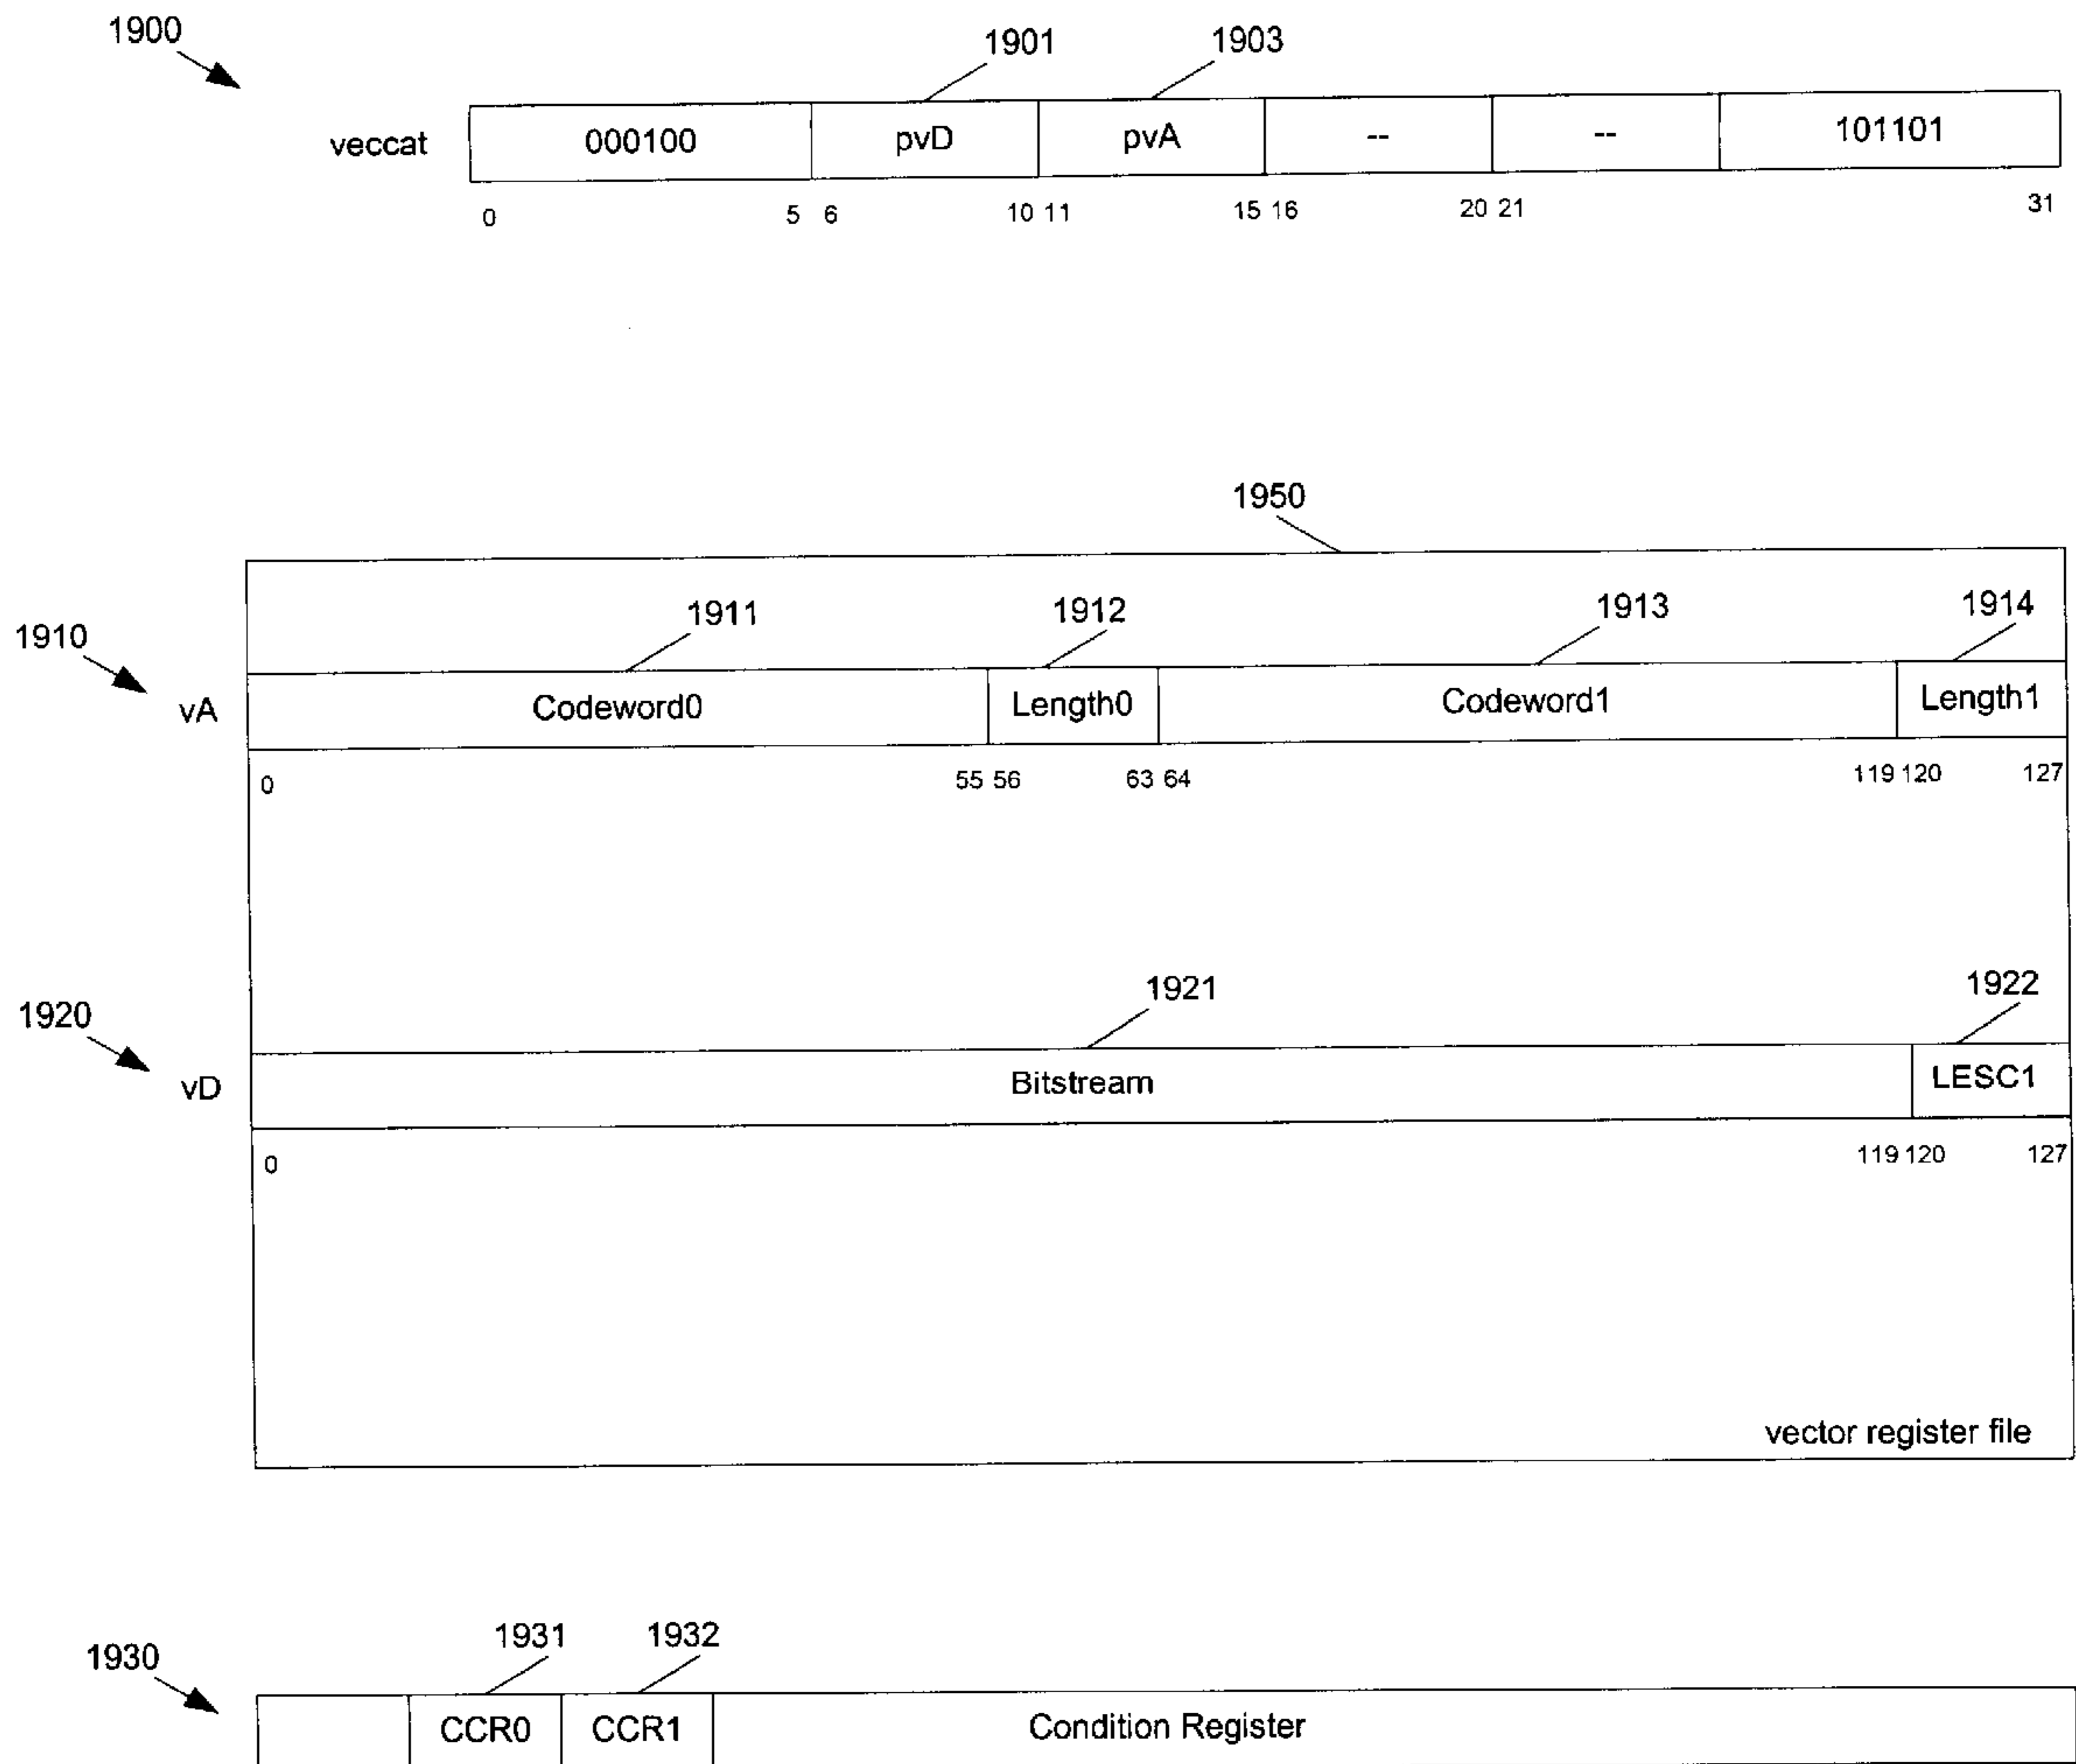 1900
1901 1903
veccat 000100 pvD pvA -- -- 101101
0 5 6 10 11 15 16 20 21 31
1950
1910
1911 1912 1913 1914
vA Codeword0 Length0 Codeword1 Length1
0 55 56 63 64 119 120 127
1920
1921 1922
vD Bitstream LESC1
0 119 120 127
vector register file
1930
1931 1932
CCR0 CCR1 Condition Register